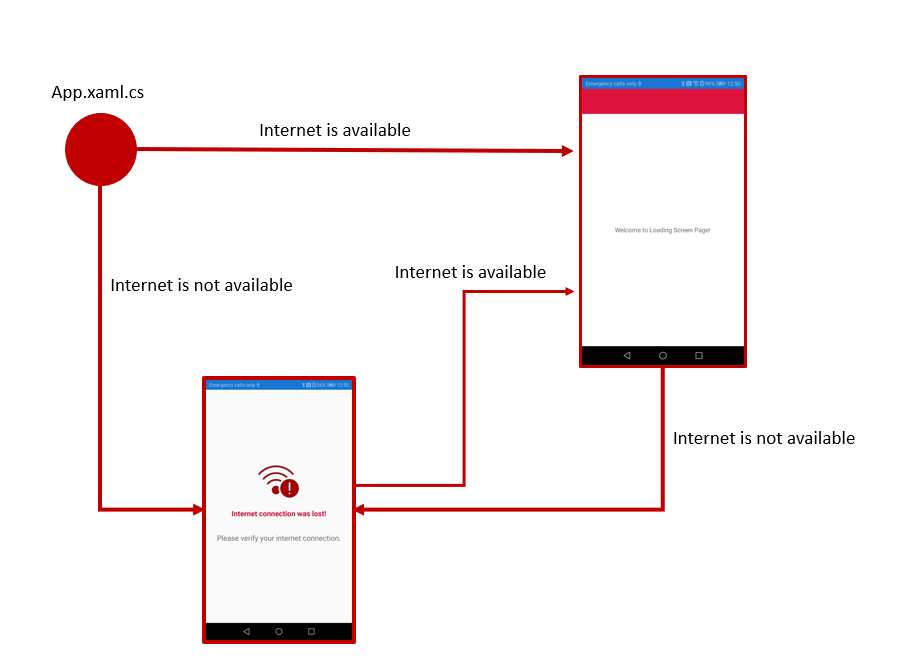 App.xaml.cs
Internet is available
Emergency calls only
96% 12:50
Welcome to Loading Screen Page!
Internet is available
Internet is not available
Internet is not available
Emergency calls only
96% 12:50
Internet connection was lost!
Please verify your internet connection.